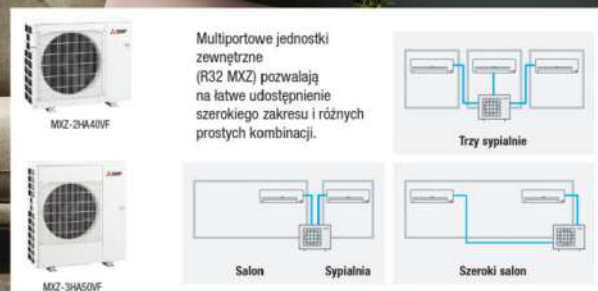 MXZ-2HA40VF
Multiportowe jednostki
zewnętrzne
(R32 MXZ) pozwalają
na łatwe udostępnienie
szerokiego zakresu i różnych
prostych kombinacji.
Trzy sypialnie
MXZ-3HA50VF
Salon
Sypialnia
Szeroki salon